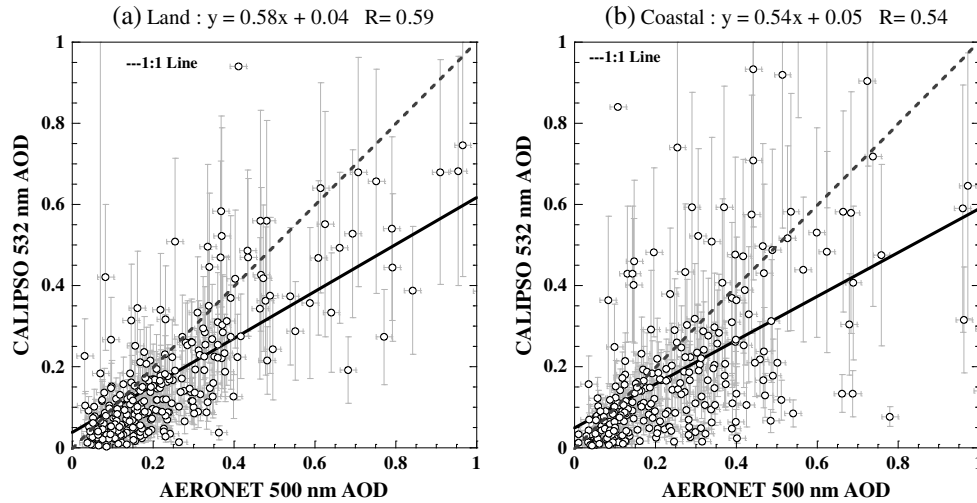 (a) Land : y = 0.58x + 0.04 R= 0.59
1
0.8
0.6
0.4
0.2
0
---1:1 Line
CALIPSO 532 nm AOD
0 0.2 0.4 0.6 0.8 1
AERONET 500 nm AOD
(b) Coastal : y = 0.54x + 0.05 R= 0.54
1
0.8
0.6
0.4
0.2
0
---1:1 Line
CALIPSO 532 nm AOD
0 0.2 0.4 0.6 0.8 1
AERONET 500 nm AOD